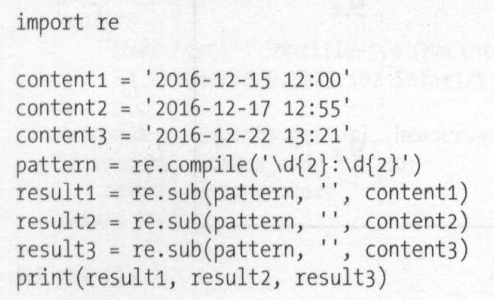 import re
content1 = '2016-12-15 12:00'
content2 = '2016-12-17 12:55'
content3 = '2016-12-22 13:21'
pattern = re.compile('\d{2}:\d{2}')
result1 = re.sub(pattern, '', content1)
result2 = re.sub(pattern, '', content2)
result3 = re.sub(pattern, '', content3)
print(result1, result2, result3)